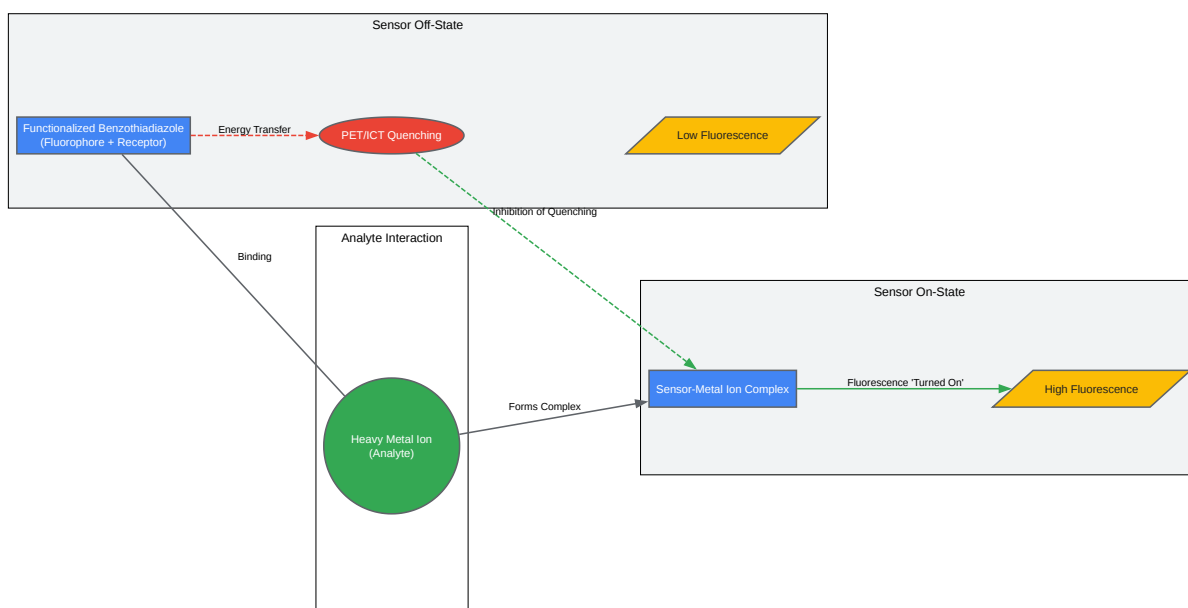 Sensor Off-State
Functionalized Benzothiadiazole
(Fluorophore + Receptor)
Energy Transfer
PET/ICT Quenching
Low Fluorescence
Inhibition of Quenching
Binding
Analyte Interaction
Heavy Metal Ion
(Analyte)
Forms Complex
Sensor On-State
Sensor-Metal Ion Complex
Fluorescence 'Turned On'
High Fluorescence